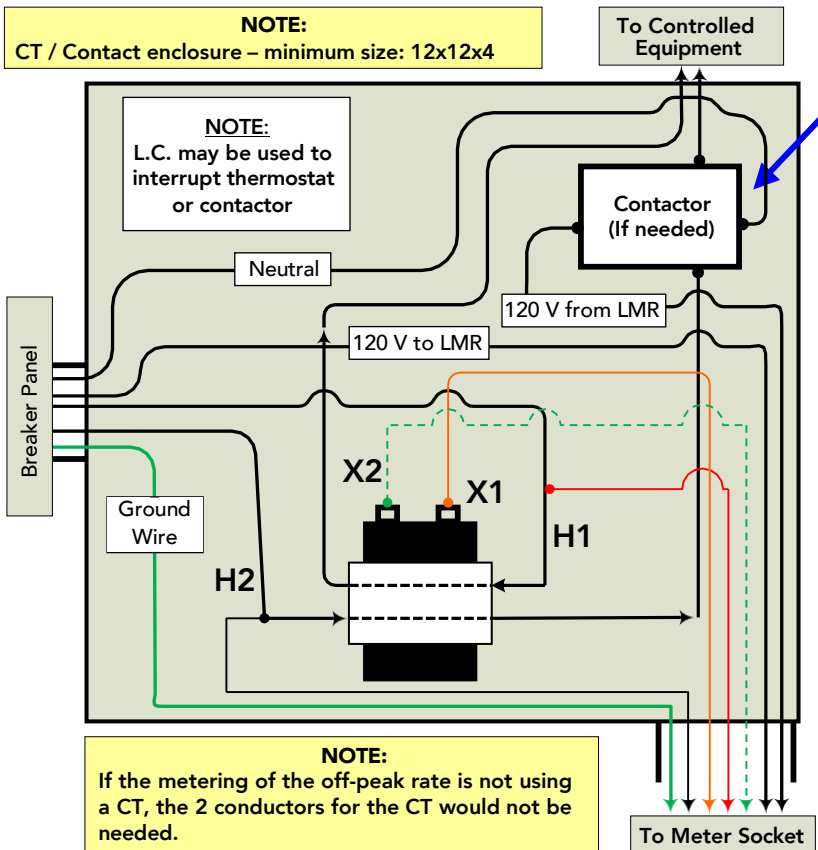 NOTE:
CT / Contact enclosure – minimum size: 12x12x4
To Controlled
Equipment
NOTE:
L.C. may be used to
interrupt thermostat
or contactor
Contactor
(If needed)
Neutral
120 V from LMR
120 V to LMR
Breaker Panel
X2
X1
Ground
Wire
H1
H2
NOTE:
If the metering of the off-peak rate is not using
a CT, the 2 conductors for the CT would not be
needed.
To Meter Socket